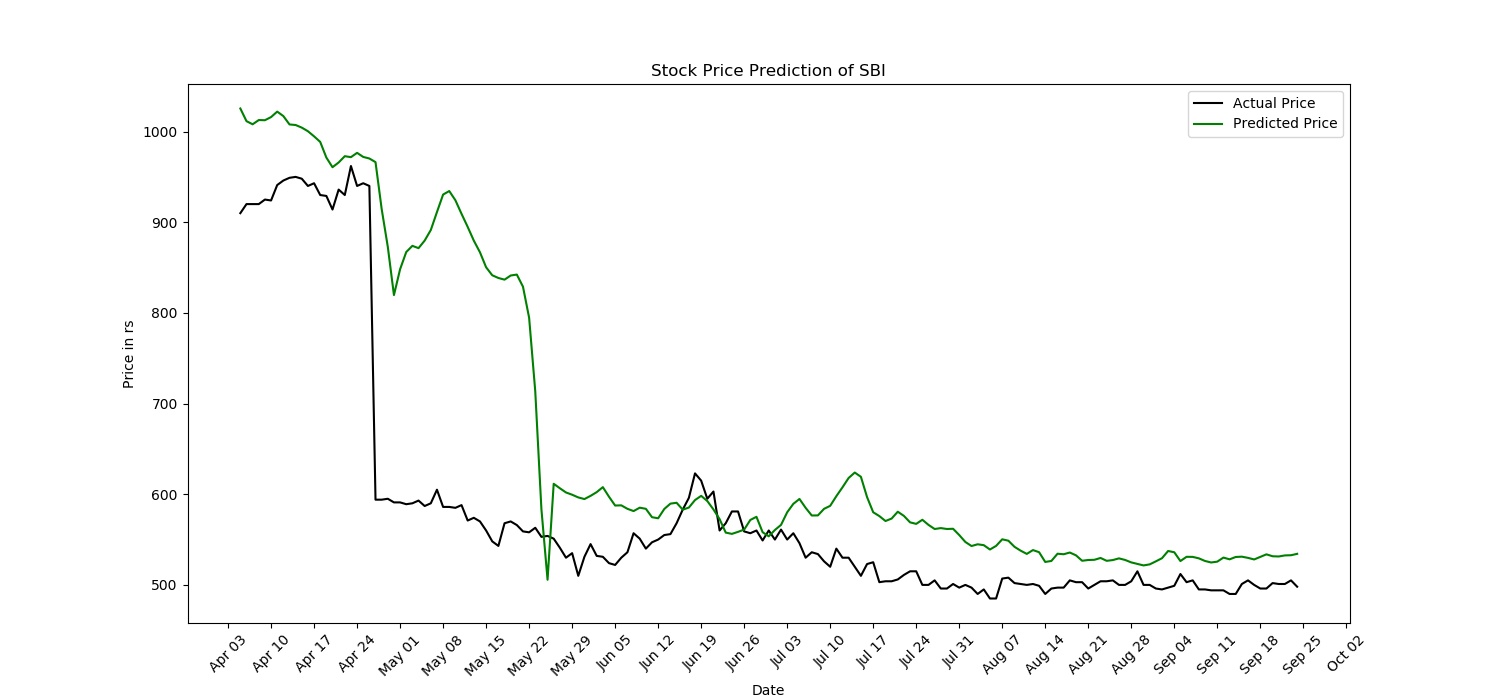 Stock Price Prediction of SBI
Actual Price
Predicted Price
Price in rs
1000
900
800
700
600
500
Apr 03
Apr 10
Apr 17
Apr 24
May 01
May 08
May 15
May 22
May 29
Jun 05
Jun 12
Jun 19
Jun 26
Jul 03
Jul 10
Jul 17
Jul 24
Jul 31
Aug 07
Aug 14
Aug 21
Aug 28
Sep 04
Sep 11
Sep 18
Sep 25
Oct 02
Date